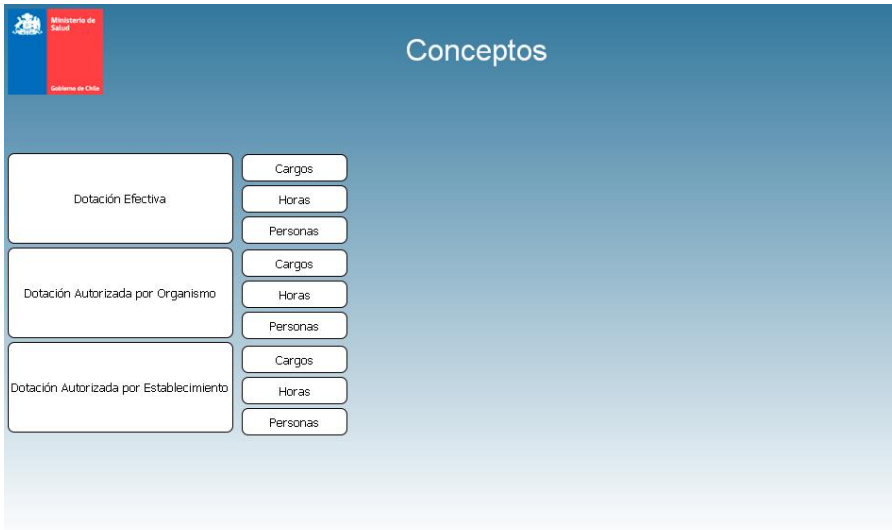 Ministerio de
Salud
Gobierno de Chile
Conceptos
Dotación Efectiva
Cargos
Horas
Personas
Dotación Autorizada por Organismo
Cargos
Horas
Personas
Dotación Autorizada por Establecimiento
Cargos
Horas
Personas